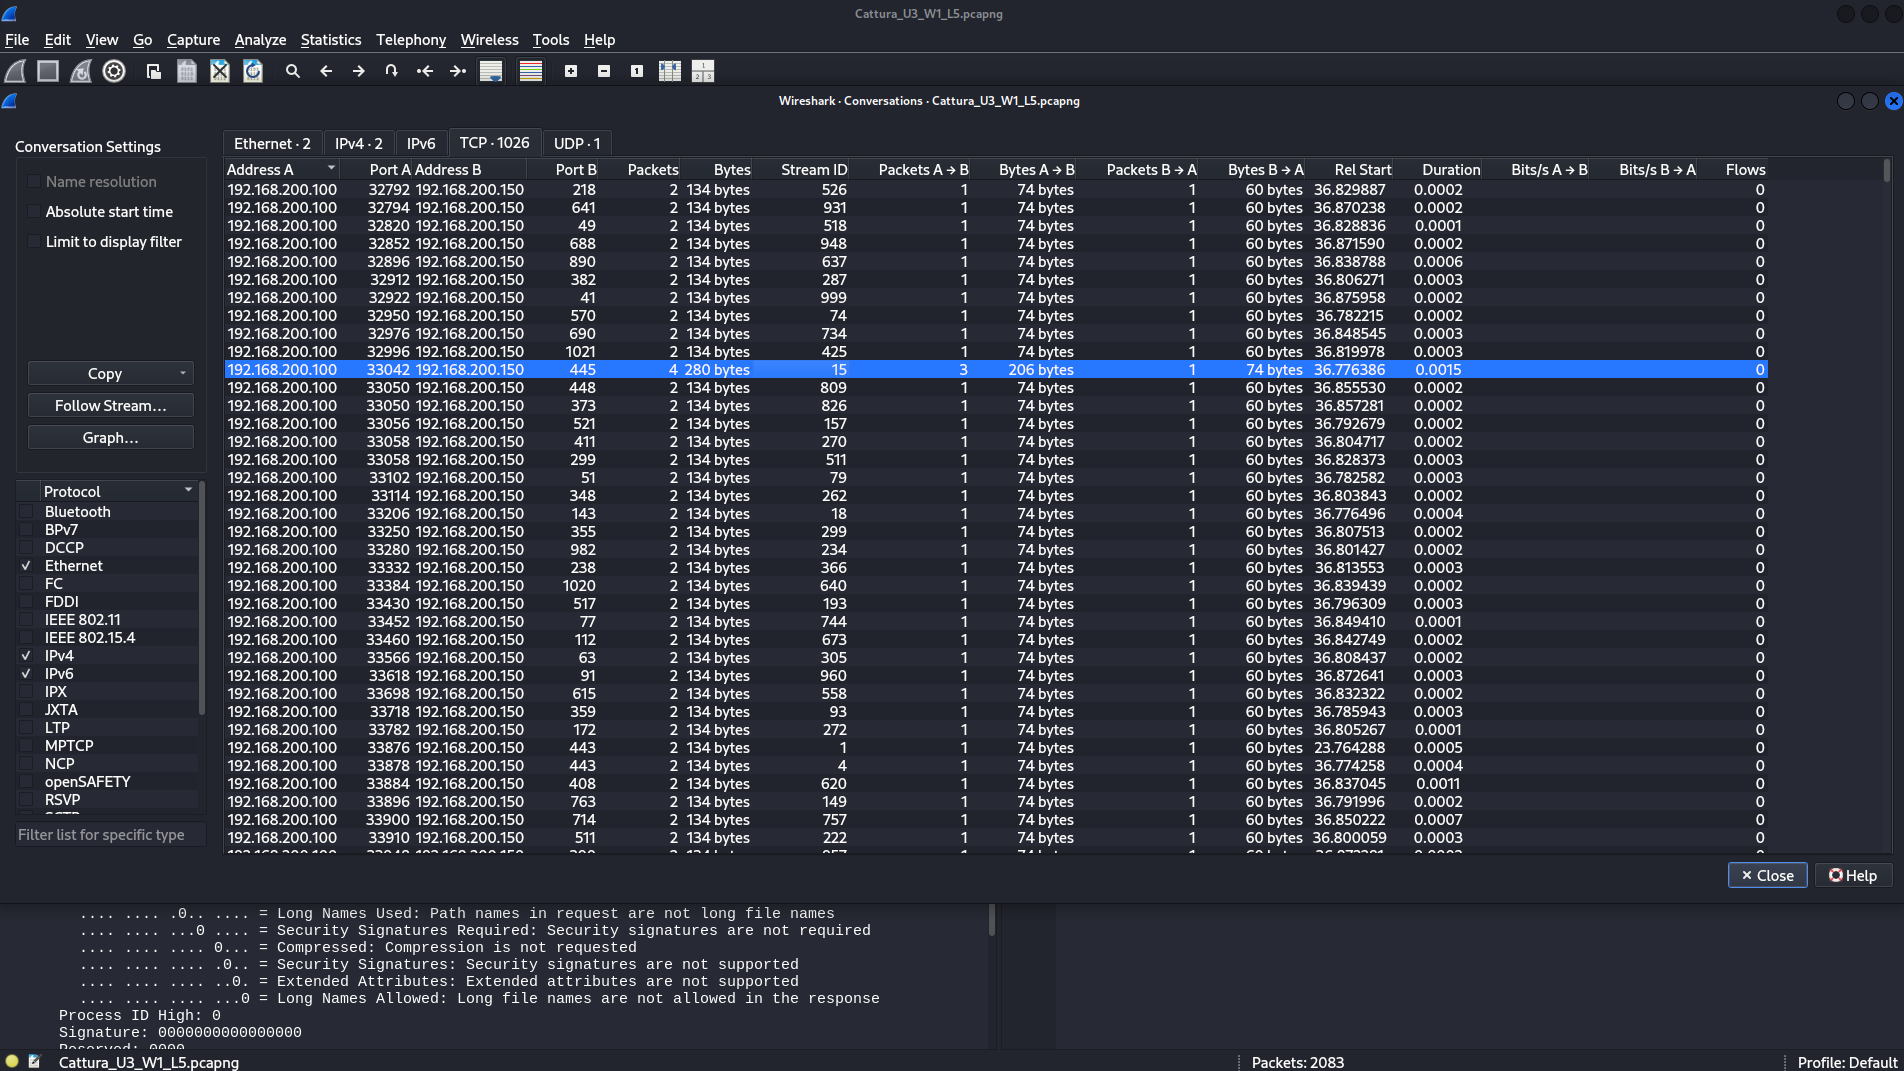 Cattura_U3_W1_L5.pcapng
File Edit View Go Capture Analyze Statistics Telephony Wireless Tools Help
Wireshark · Conversations · Cattura_U3_W1_L5.pcapng
Conversation Settings
Name resolution
Absolute start time
Limit to display filter
Copy
Follow Stream…
Graph…
Protocol
Bluetooth
BPv7
DCCP
Ethernet
FC
FDDI
IEEE 802.11
IEEE 802.15.4
IPv4
IPv6
IPX
JXTA
LTP
MPTCP
NCP
openSAFETY
RSVP
Filter list for specific type
Ethernet · 2 IPv4 · 2 IPv6 TCP · 1026 UDP · 1
Address A Port A Address B Port B Packets Bytes Stream ID Packets A → B Bytes A → B Packets B → A Bytes B → A Rel Start Duration Bits/s A → B Bits/s B → A Flows
192.168.200.100 32792 192.168.200.150 218 2 134 bytes 526 1 74 bytes 1 60 bytes 36.829887 0.0002 0
192.168.200.100 32794 192.168.200.150 641 2 134 bytes 931 1 74 bytes 1 60 bytes 36.870238 0.0002 0
192.168.200.100 32820 192.168.200.150 49 2 134 bytes 518 1 74 bytes 1 60 bytes 36.828836 0.0001 0
192.168.200.100 32852 192.168.200.150 688 2 134 bytes 948 1 74 bytes 1 60 bytes 36.871590 0.0002 0
192.168.200.100 32896 192.168.200.150 890 2 134 bytes 637 1 74 bytes 1 60 bytes 36.838788 0.0006 0
192.168.200.100 32912 192.168.200.150 382 2 134 bytes 287 1 74 bytes 1 60 bytes 36.806271 0.0003 0
192.168.200.100 32922 192.168.200.150 41 2 134 bytes 999 1 74 bytes 1 60 bytes 36.875958 0.0002 0
192.168.200.100 32950 192.168.200.150 570 2 134 bytes 74 1 74 bytes 1 60 bytes 36.782215 0.0002 0
192.168.200.100 32976 192.168.200.150 690 2 134 bytes 734 1 74 bytes 1 60 bytes 36.848545 0.0003 0
192.168.200.100 32996 192.168.200.150 1021 2 134 bytes 425 1 74 bytes 1 60 bytes 36.819978 0.0003 0
192.168.200.100 33042 192.168.200.150 445 4 280 bytes 15 3 206 bytes 1 74 bytes 36.776386 0.0015 0
192.168.200.100 33050 192.168.200.150 448 2 134 bytes 809 1 74 bytes 1 60 bytes 36.855530 0.0002 0
192.168.200.100 33050 192.168.200.150 373 2 134 bytes 826 1 74 bytes 1 60 bytes 36.857281 0.0002 0
192.168.200.100 33056 192.168.200.150 521 2 134 bytes 157 1 74 bytes 1 60 bytes 36.792679 0.0002 0
192.168.200.100 33058 192.168.200.150 411 2 134 bytes 270 1 74 bytes 1 60 bytes 36.804717 0.0002 0
192.168.200.100 33058 192.168.200.150 299 2 134 bytes 511 1 74 bytes 1 60 bytes 36.828373 0.0003 0
192.168.200.100 33102 192.168.200.150 51 2 134 bytes 79 1 74 bytes 1 60 bytes 36.782582 0.0003 0
192.168.200.100 33114 192.168.200.150 348 2 134 bytes 262 1 74 bytes 1 60 bytes 36.803843 0.0002 0
192.168.200.100 33206 192.168.200.150 143 2 134 bytes 18 1 74 bytes 1 60 bytes 36.776496 0.0004 0
192.168.200.100 33250 192.168.200.150 355 2 134 bytes 299 1 74 bytes 1 60 bytes 36.807513 0.0002 0
192.168.200.100 33280 192.168.200.150 982 2 134 bytes 234 1 74 bytes 1 60 bytes 36.801427 0.0002 0
192.168.200.100 33332 192.168.200.150 238 2 134 bytes 366 1 74 bytes 1 60 bytes 36.813553 0.0003 0
192.168.200.100 33384 192.168.200.150 1020 2 134 bytes 640 1 74 bytes 1 60 bytes 36.839439 0.0002 0
192.168.200.100 33430 192.168.200.150 517 2 134 bytes 193 1 74 bytes 1 60 bytes 36.796309 0.0003 0
192.168.200.100 33452 192.168.200.150 77 2 134 bytes 744 1 74 bytes 1 60 bytes 36.849410 0.0001 0
192.168.200.100 33460 192.168.200.150 112 2 134 bytes 673 1 74 bytes 1 60 bytes 36.842749 0.0002 0
192.168.200.100 33566 192.168.200.150 63 2 134 bytes 305 1 74 bytes 1 60 bytes 36.808437 0.0002 0
192.168.200.100 33618 192.168.200.150 91 2 134 bytes 960 1 74 bytes 1 60 bytes 36.872641 0.0003 0
192.168.200.100 33698 192.168.200.150 615 2 134 bytes 558 1 74 bytes 1 60 bytes 36.832322 0.0002 0
192.168.200.100 33718 192.168.200.150 359 2 134 bytes 93 1 74 bytes 1 60 bytes 36.785943 0.0003 0
192.168.200.100 33782 192.168.200.150 172 2 134 bytes 272 1 74 bytes 1 60 bytes 36.805267 0.0001 0
192.168.200.100 33876 192.168.200.150 443 2 134 bytes 1 1 74 bytes 1 60 bytes 23.764288 0.0005 0
192.168.200.100 33878 192.168.200.150 443 2 134 bytes 4 1 74 bytes 1 60 bytes 36.774258 0.0004 0
192.168.200.100 33884 192.168.200.150 408 2 134 bytes 620 1 74 bytes 1 60 bytes 36.837045 0.0011 0
192.168.200.100 33896 192.168.200.150 763 2 134 bytes 149 1 74 bytes 1 60 bytes 36.791996 0.0002 0
192.168.200.100 33900 192.168.200.150 714 2 134 bytes 757 1 74 bytes 1 60 bytes 36.850222 0.0007 0
192.168.200.100 33910 192.168.200.150 511 2 134 bytes 222 1 74 bytes 1 60 bytes 36.800059 0.0003 0
Close Help
.... .... .0.. .... = Long Names Used: Path names in request are not long file names
.... .... ...0 .... = Security Signatures Required: Security signatures are not required
.... .... .... 0... = Compressed: Compression is not requested
.... .... .... .0.. = Security Signatures: Security signatures are not supported
.... .... .... ..0. = Extended Attributes: Extended attributes are not supported
.... .... .... ...0 = Long Names Allowed: Long file names are not allowed in the response
Process ID High: 0
Signature: 0000000000000000
Reserved: 0000
Cattura_U3_W1_L5.pcapng Packets: 2083 Profile: Default